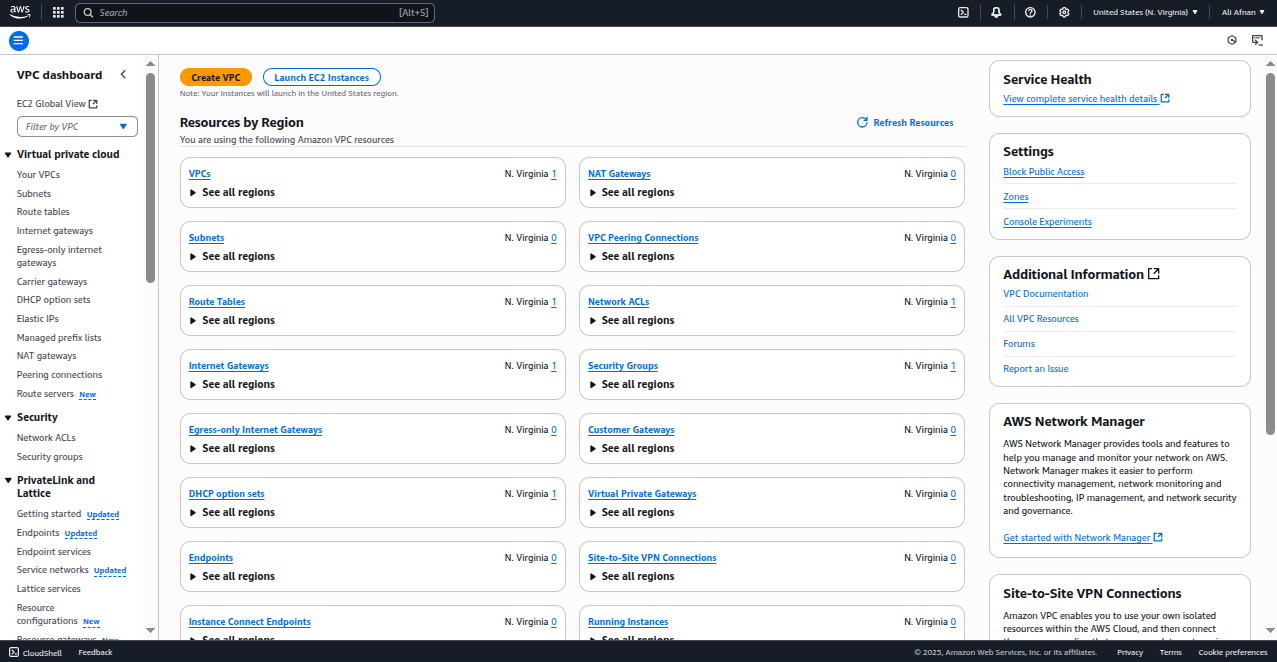 aws
Search [Alt+S]
United States (N. Virginia)
Ali Afnan
VPC dashboard
EC2 Global View
Filter by VPC
Virtual private cloud
Your VPCs
Subnets
Route tables
Internet gateways
Egress-only internet
gateways
Carrier gateways
DHCP option sets
Elastic IPs
Managed prefix lists
NAT gateways
Peering connections
Route servers New
Security
Network ACLs
Security groups
PrivateLink and
Lattice
Getting started Updated
Endpoints Updated
Endpoint services
Service networks Updated
Lattice services
Resource
configurations New
Resource gateways New
Create VPC
Launch EC2 Instances
Note: Your Instances will launch in the United States region.
Resources by Region
Refresh Resources
You are using the following Amazon VPC resources
VPCs N. Virginia 1
See all regions
NAT Gateways N. Virginia 0
See all regions
Subnets N. Virginia 0
See all regions
VPC Peering Connections N. Virginia 0
See all regions
Route Tables N. Virginia 1
See all regions
Network ACLs N. Virginia 1
See all regions
Internet Gateways N. Virginia 1
See all regions
Security Groups N. Virginia 1
See all regions
Egress-only Internet Gateways N. Virginia 0
See all regions
Customer Gateways N. Virginia 0
See all regions
DHCP option sets N. Virginia 1
See all regions
Virtual Private Gateways N. Virginia 0
See all regions
Endpoints N. Virginia 0
See all regions
Site-to-Site VPN Connections N. Virginia 0
See all regions
Instance Connect Endpoints N. Virginia 0
See all regions
Running Instances N. Virginia 0
See all regions
Service Health
View complete service health details
Settings
Block Public Access
Zones
Console Experiments
Additional Information
VPC Documentation
All VPC Resources
Forums
Report an Issue
AWS Network Manager
AWS Network Manager provides tools and features to
help you manage and monitor your network on AWS.
Network Manager makes it easier to perform
connectivity management, network monitoring and
troubleshooting, IP management, and network security
and governance.
Get started with Network Manager
Site-to-Site VPN Connections
Amazon VPC enables you to use your own isolated
resources within the AWS Cloud, and then connect
CloudShell
Feedback
© 2025, Amazon Web Services, Inc. or its affiliates.
Privacy
Terms
Cookie preferences